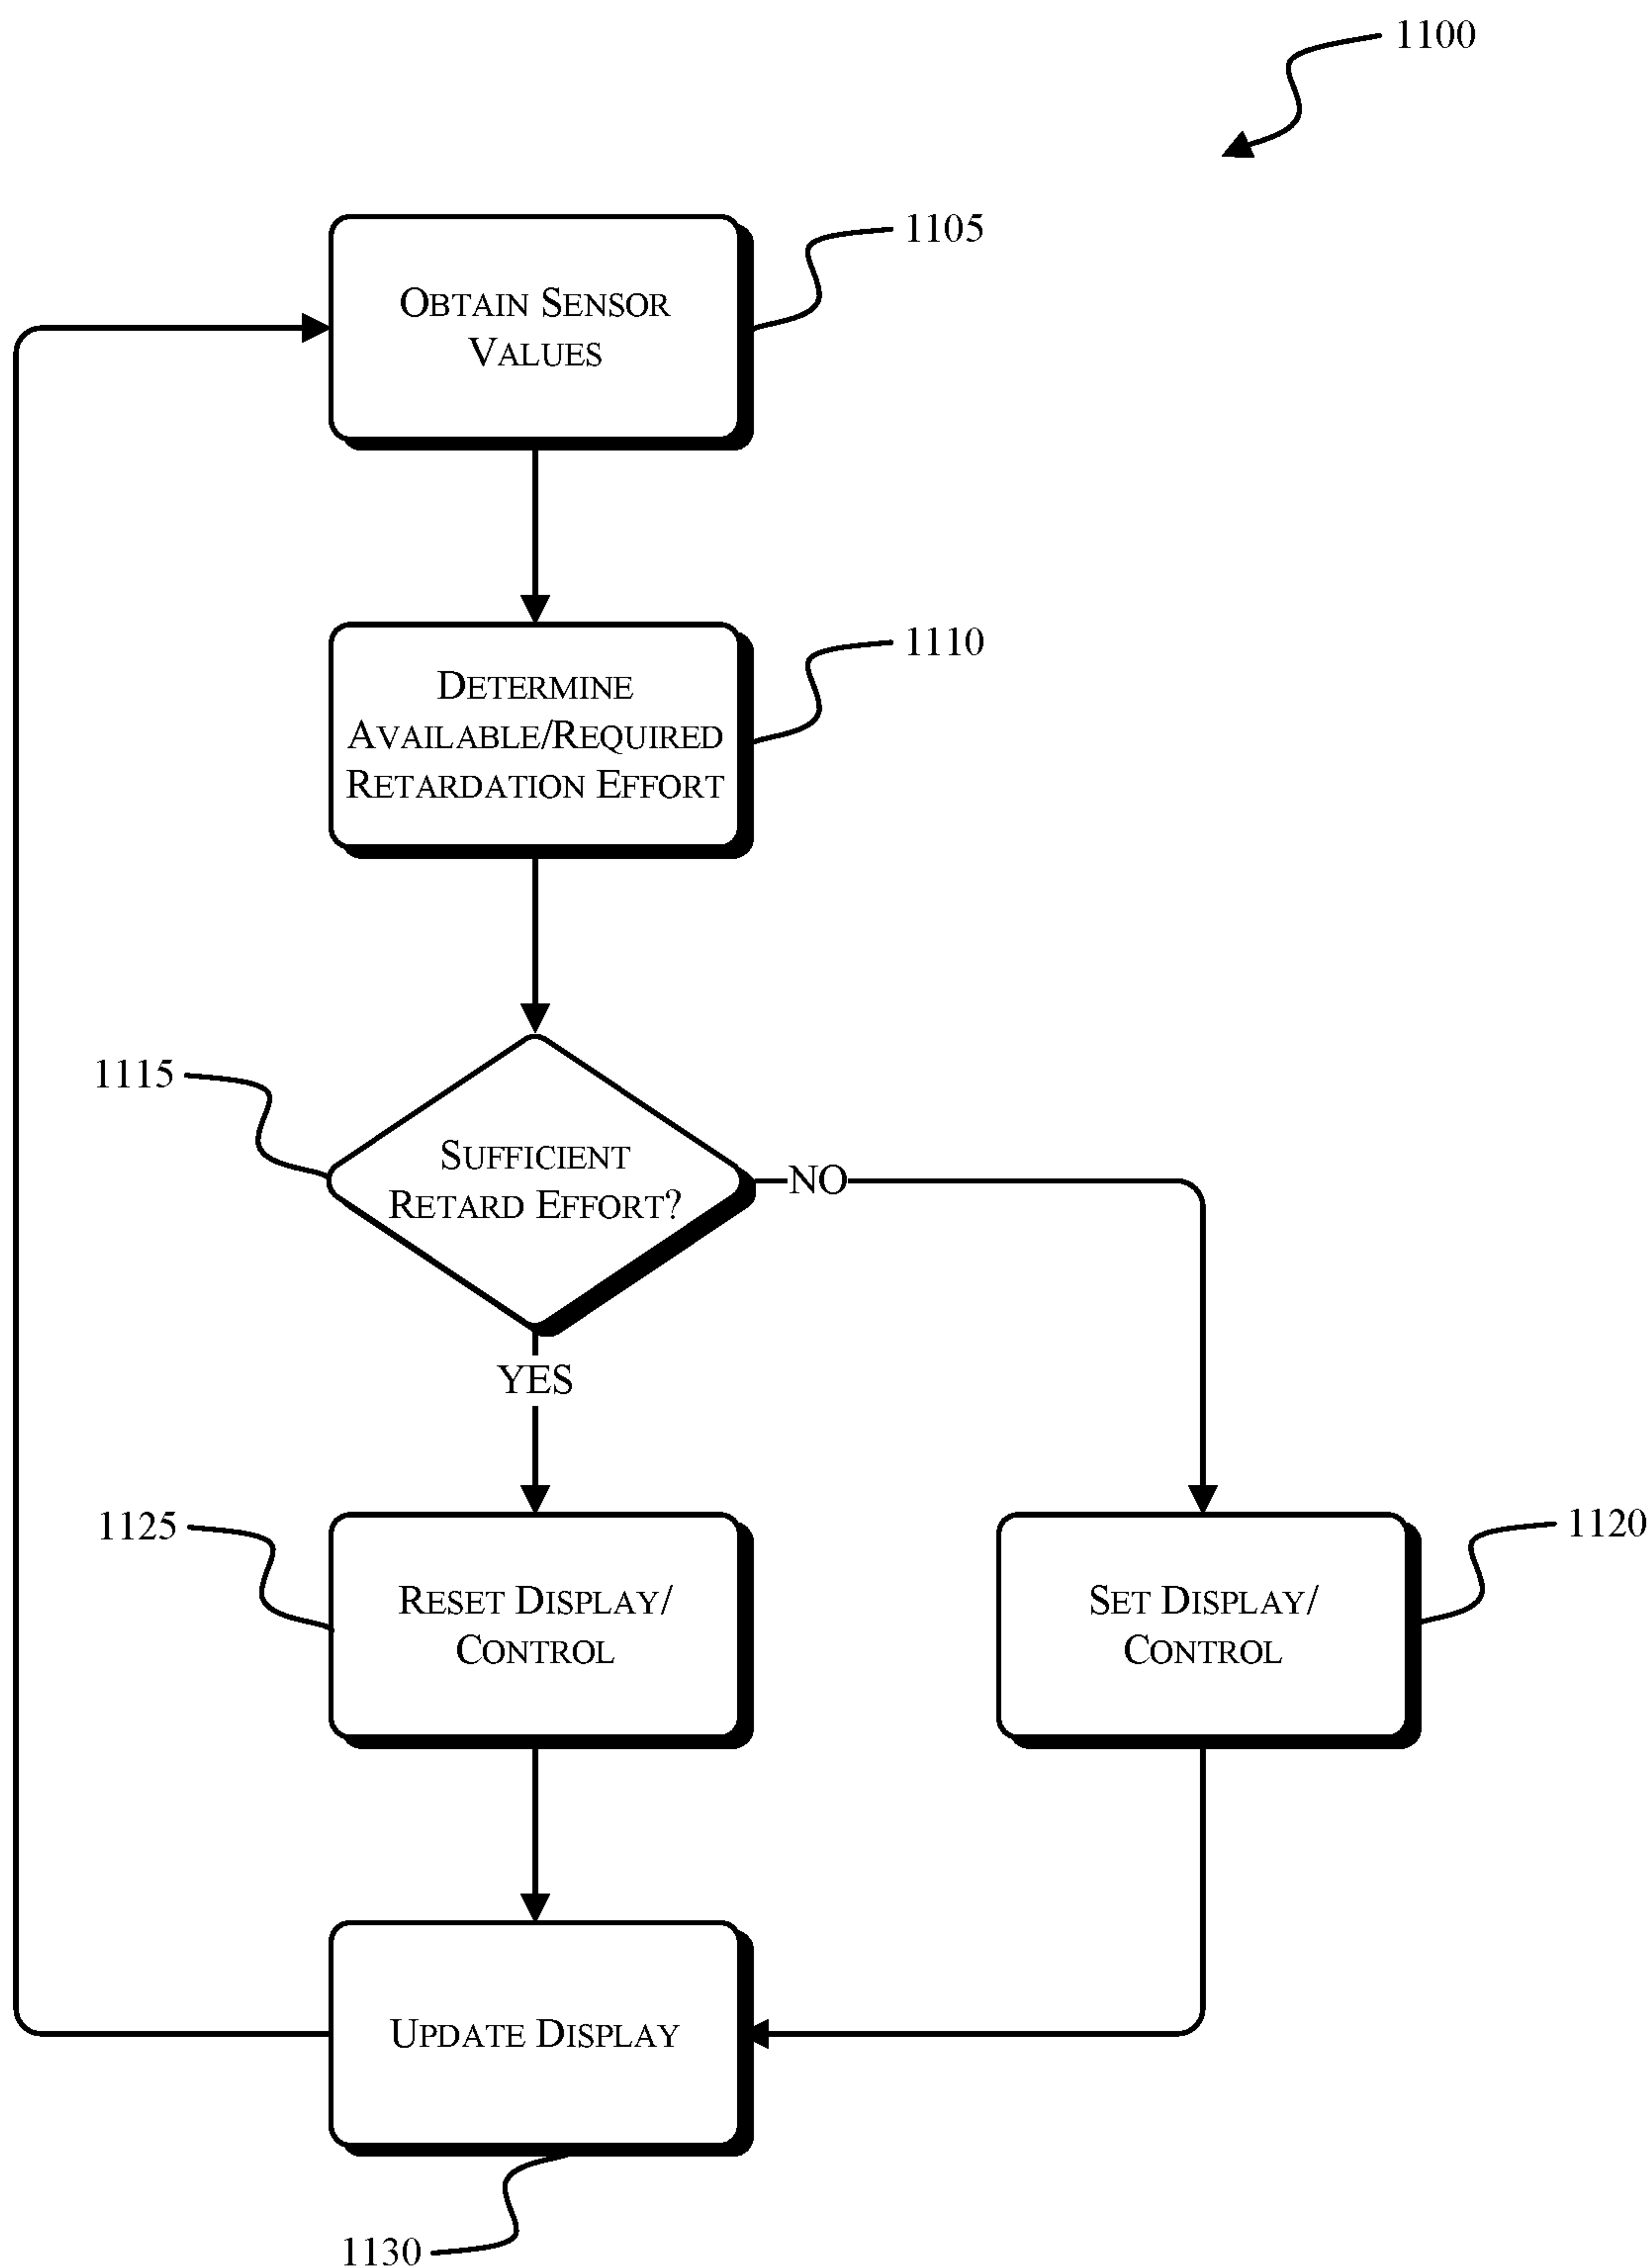 1100
1105
OBTAIN SENSOR
VALUES
1110
DETERMINE
AVAILABLE/REQUIRED
RETARDATION EFFORT
1115
SUFFICIENT
RETARD EFFORT?
NO
YES
1125
RESET DISPLAY/
CONTROL
1120
SET DISPLAY/
CONTROL
UPDATE DISPLAY
1130